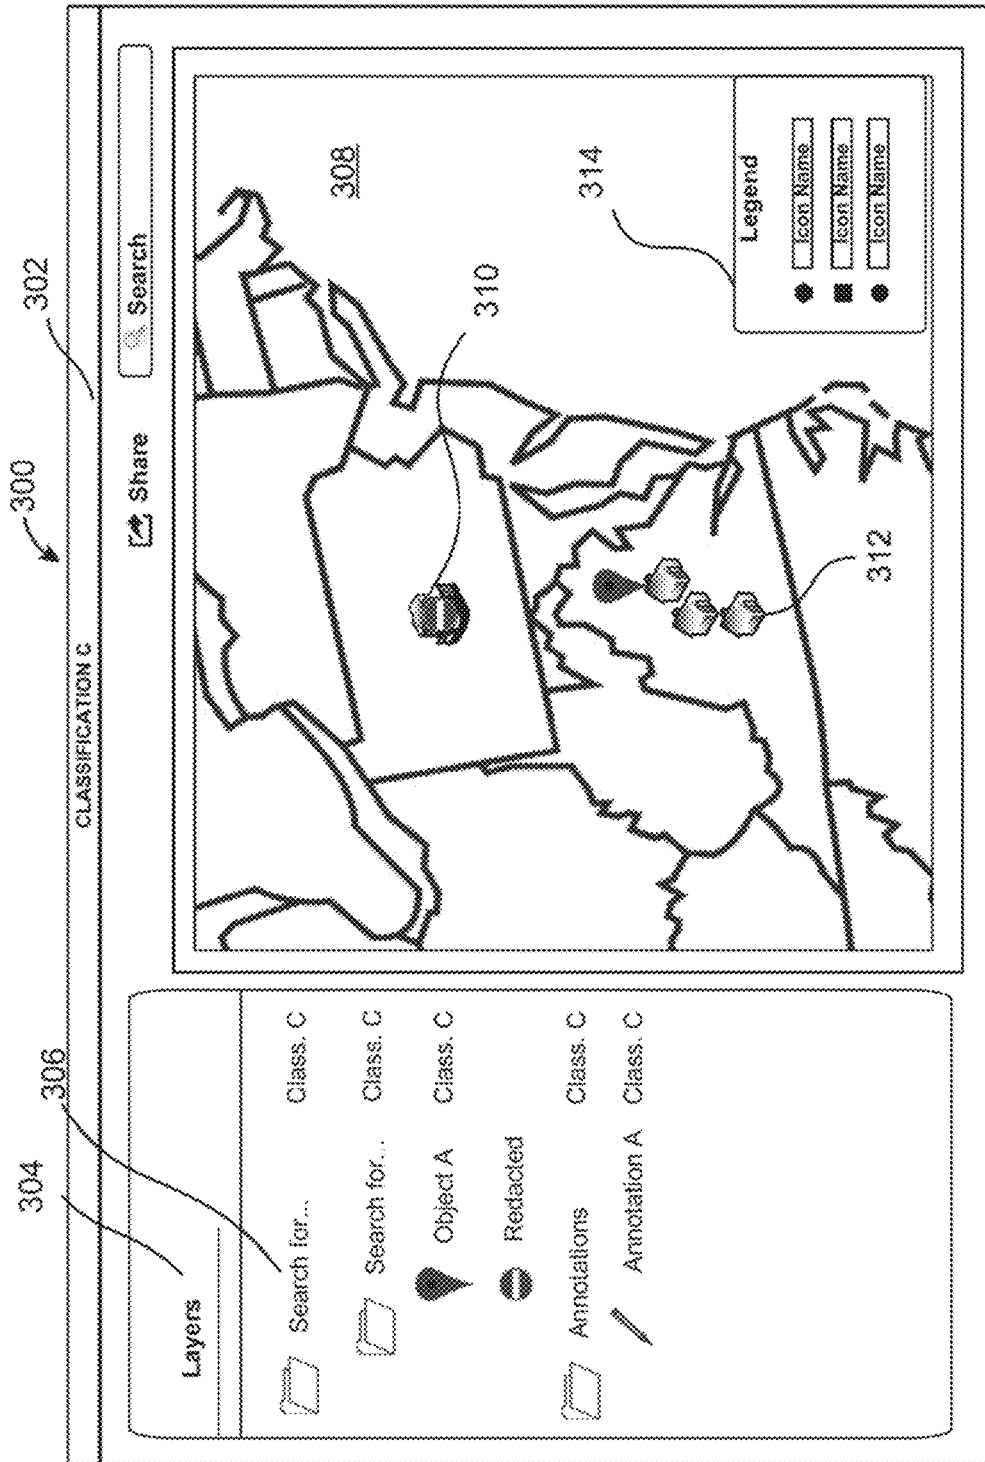 300
302
CLASSIFICATION C
304
306
Share
Search
Layers
Search for... Class. C
Search for... Class. C
Object A Class. C
Redacted
Annotations Class. C
Annotation A Class. C
308
310
312
314
Legend
Icon Name
Icon Name
Icon Name